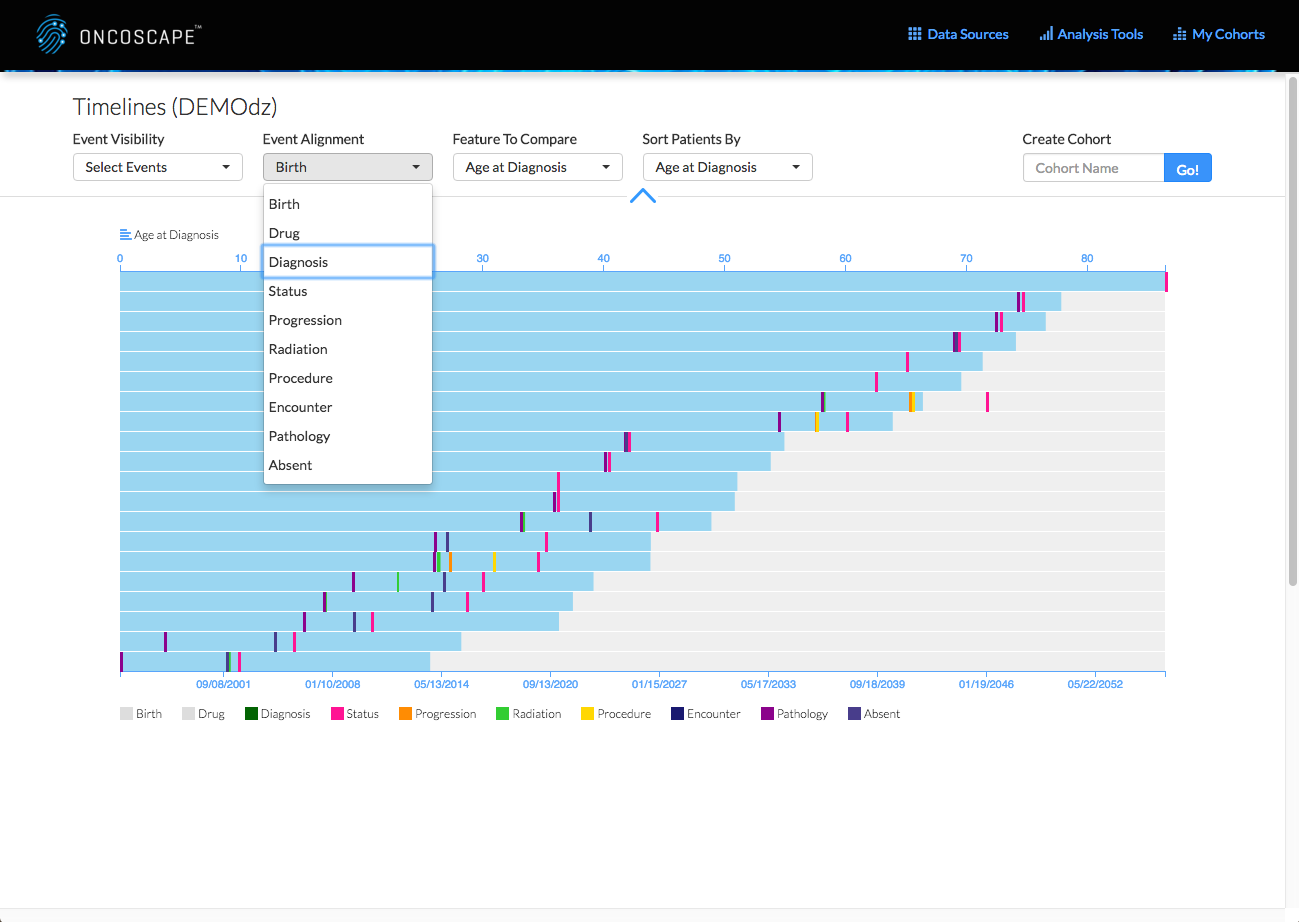 ONCOSCAPE™
Data Sources
Analysis Tools
My Cohorts
Timelines (DEMOdz)
Event Visibility
Event Alignment
Feature To Compare
Sort Patients By
Create Cohort
Select Events
Birth
Age at Diagnosis
Age at Diagnosis
Cohort Name
Go!
Birth
Drug
Diagnosis
Status
Progression
Radiation
Procedure
Encounter
Pathology
Absent
Age at Diagnosis
0 10 30 40 50 60 70 80
09/08/2001 01/10/2008 05/13/2014 09/13/2020 01/15/2027 05/17/2033 09/18/2039 01/19/2046 05/22/2052
Birth Drug Diagnosis Status Progression Radiation Procedure Encounter Pathology Absent